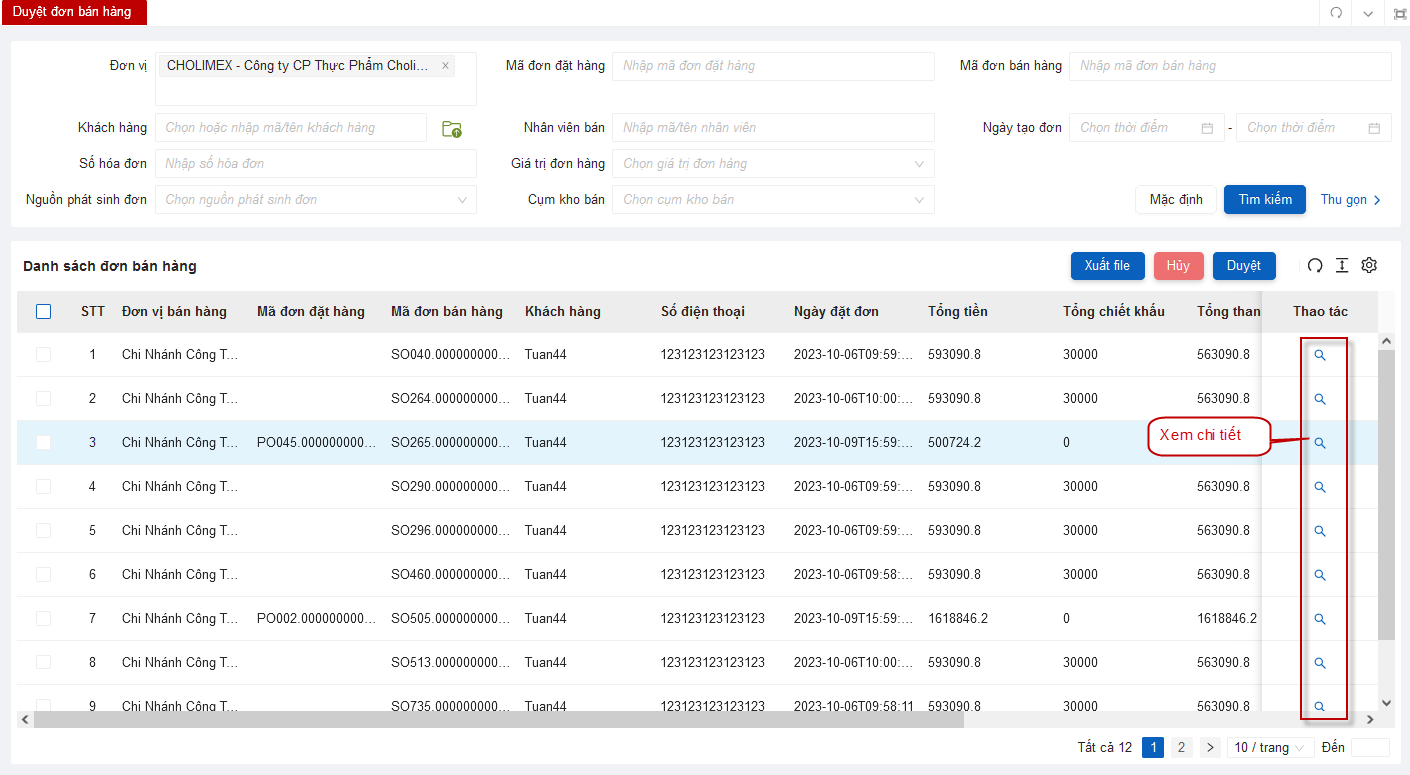 Duyệt đơn bán hàng
Đơn vị CHOLIMEX - Công ty CP Thực Phẩm Choli... × Mã đơn đặt hàng Nhập mã đơn đặt hàng Mã đơn bán hàng Nhập mã đơn bán hàng
Khách hàng Chọn hoặc nhập mã/tên khách hàng Nhân viên bán Nhập mã/tên nhân viên Ngày tạo đơn Chọn thời điểm - Chọn thời điểm
Số hóa đơn Nhập số hóa đơn Giá trị đơn hàng Chọn giá trị đơn hàng
Nguồn phát sinh đơn Chọn nguồn phát sinh đơn Cụm kho bán Chọn cụm kho bán Mặc định Tìm kiếm Thu gọn
Danh sách đơn bán hàng Xuất file Hủy Duyệt
STT Đơn vị bán hàng Mã đơn đặt hàng Mã đơn bán hàng Khách hàng Số điện thoại Ngày đặt đơn Tổng tiền Tổng chiết khấu Tổng than Thao tác
1 Chi Nhánh Công T... SO040.000000000... Tuan44 123123123123123 2023-10-06T09:59:... 593090.8 30000 563090.8
2 Chi Nhánh Công T... SO264.000000000... Tuan44 123123123123123 2023-10-06T10:00:... 593090.8 30000 563090.8
3 Chi Nhánh Công T... PO045.000000000... SO265.000000000... Tuan44 123123123123123 2023-10-09T15:59:... 500724.2 0 Xem chi tiết
4 Chi Nhánh Công T... SO290.000000000... Tuan44 123123123123123 2023-10-06T09:59:... 593090.8 30000 563090.8
5 Chi Nhánh Công T... SO296.000000000... Tuan44 123123123123123 2023-10-06T09:59:... 593090.8 30000 563090.8
6 Chi Nhánh Công T... SO460.000000000... Tuan44 123123123123123 2023-10-06T09:58:... 593090.8 30000 563090.8
7 Chi Nhánh Công T... PO002.000000000... SO505.000000000... Tuan44 123123123123123 2023-10-09T15:59:... 1618846.2 0 1618846.2
8 Chi Nhánh Công T... SO513.000000000... Tuan44 123123123123123 2023-10-06T10:00:... 593090.8 30000 563090.8
9 Chi Nhánh Công T... SO735.000000000... Tuan44 123123123123123 2023-10-06T09:58:11 593090.8 30000 563090.8
Tất cả 12 1 2 > 10 / trang Đến